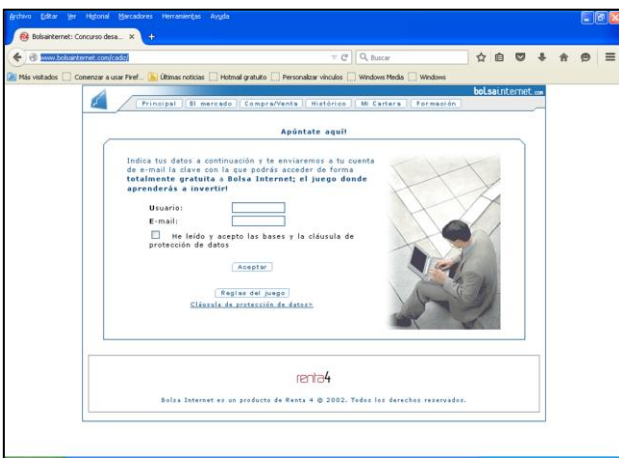 Archivo Editar Ver Historial Marcadores Herramientas Ayuda
Bolsainternet: Concurso desa... × +
www.bolsainternet.com/cadiz/ Buscar
Más visitados Comenzar a usar Firef... Últimas noticias Hotmail gratuito Personalizar vínculos Windows Media Windows
bolsainternet.com
Principal El mercado Compra/Venta Histórico Mi Cartera Formación
Apúntate aquí!
Indica tus datos a continuación y te enviaremos a tu cuenta
de e-mail la clave con la que podrás acceder de forma
totalmente gratuita a Bolsa Internet; el juego donde
aprenderás a invertir!
Usuario:
E-mail:
He leído y acepto las bases y la cláusula de
protección de datos
Aceptar
Reglas del juego
Cláusula de protección de datos>
renta4
Bolsa Internet es un producto de Renta 4 @ 2002. Todos los derechos reservados.